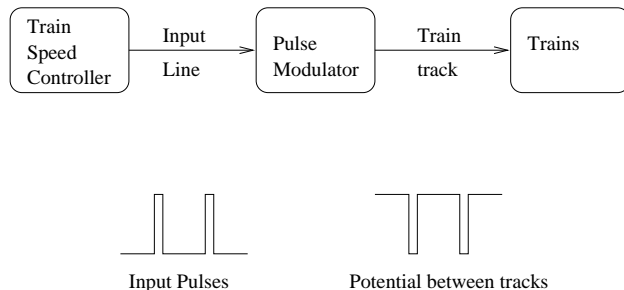 Train
Speed
Controller
Input
Line
Pulse
Modulator
Train
track
Trains
Input Pulses
Potential between tracks